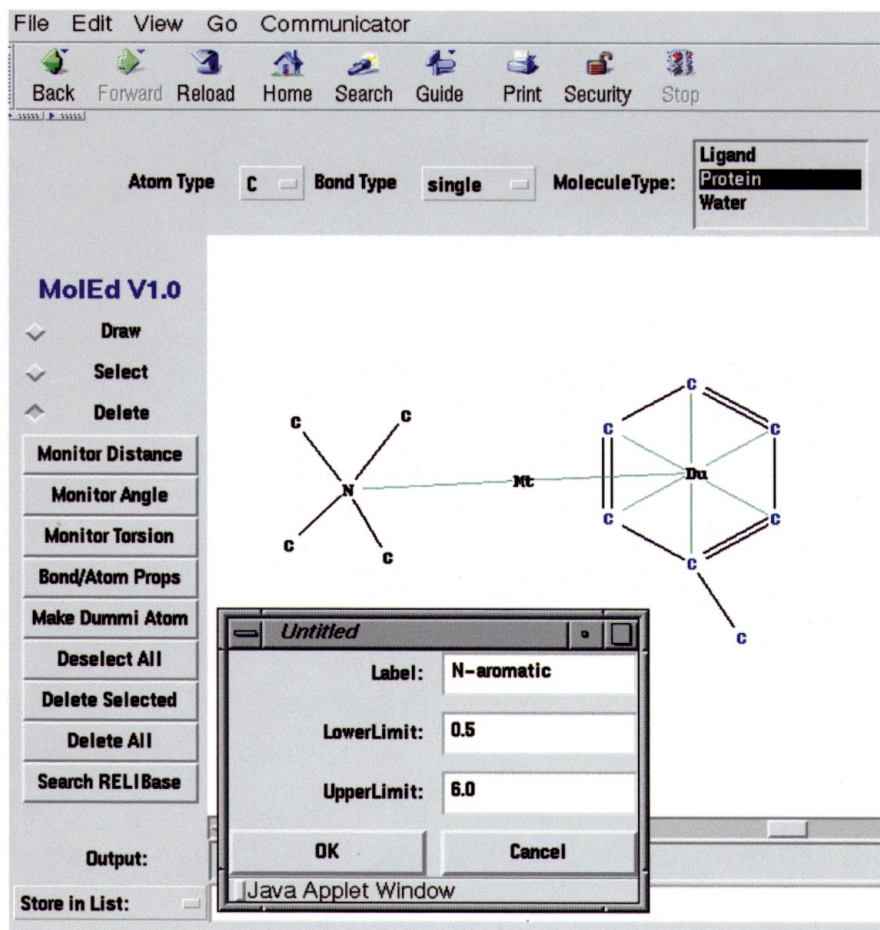 File Edit View Go Communicator
Back Forward Reload Home Search Guide Print Security Stop
Atom Type C Bond Type single MoleculeType: Ligand
Protein
Water
MolEd V1.0
Draw
Select
Delete
Monitor Distance
Monitor Angle
Monitor Torsion
Bond/Atom Props
Make Dummi Atom
Deselect All
Delete Selected
Delete All
Search RELIBase
Output:
Store in List:
C
C C C
N Mt Du
C C C C
C
C
Untitled
Label: N-aromatic
LowerLimit: 0.5
UpperLimit: 6.0
OK Cancel
Java Applet Window